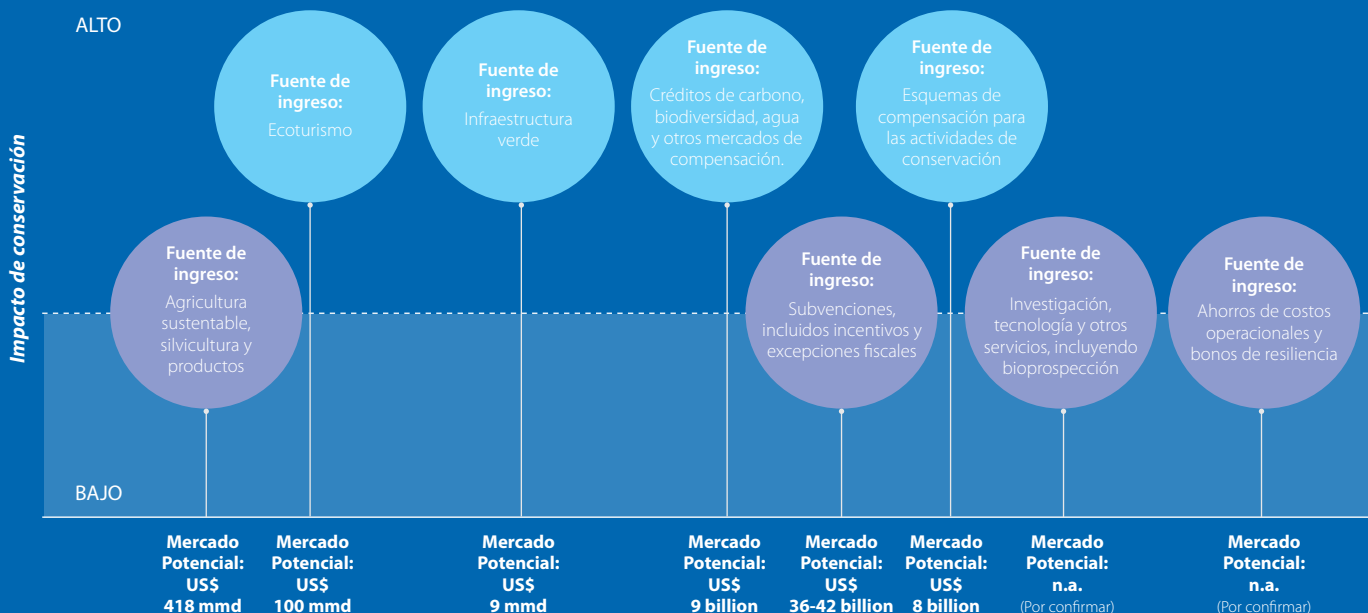 ALTO
Impacto de conservación
Fuente de
ingreso:
Ecoturismo
Fuente de
ingreso:
Infraestructura
verde
Fuente de
ingreso:
Créditos de carbono,
biodiversidad, agua
y otros mercados de
compensación.
Fuente de
ingreso:
Esquemas de
compensación para
las actividades de
conservación
Fuente de
ingreso:
Agricultura
sustentable,
silvicultura y
productos
Fuente de
ingreso:
Subvenciones,
incluidos incentivos y
excepciones fiscales
Fuente de
ingreso:
Investigación,
tecnología y otros
servicios, incluyendo
bioprospección
Fuente de
ingreso:
Ahorros de costos
operacionales y
bonos de resiliencia
BAJO
Mercado
Potencial:
US$
418 mmd
Mercado
Potencial:
US$
100 mmd
Mercado
Potencial:
US$
9 mmd
Mercado
Potencial:
US$
9 billion
Mercado
Potencial:
US$
36-42 billion
Mercado
Potencial:
US$
8 billion
Mercado
Potencial:
n.a.
(Por confirmar)
Mercado
Potencial:
n.a.
(Por confirmar)